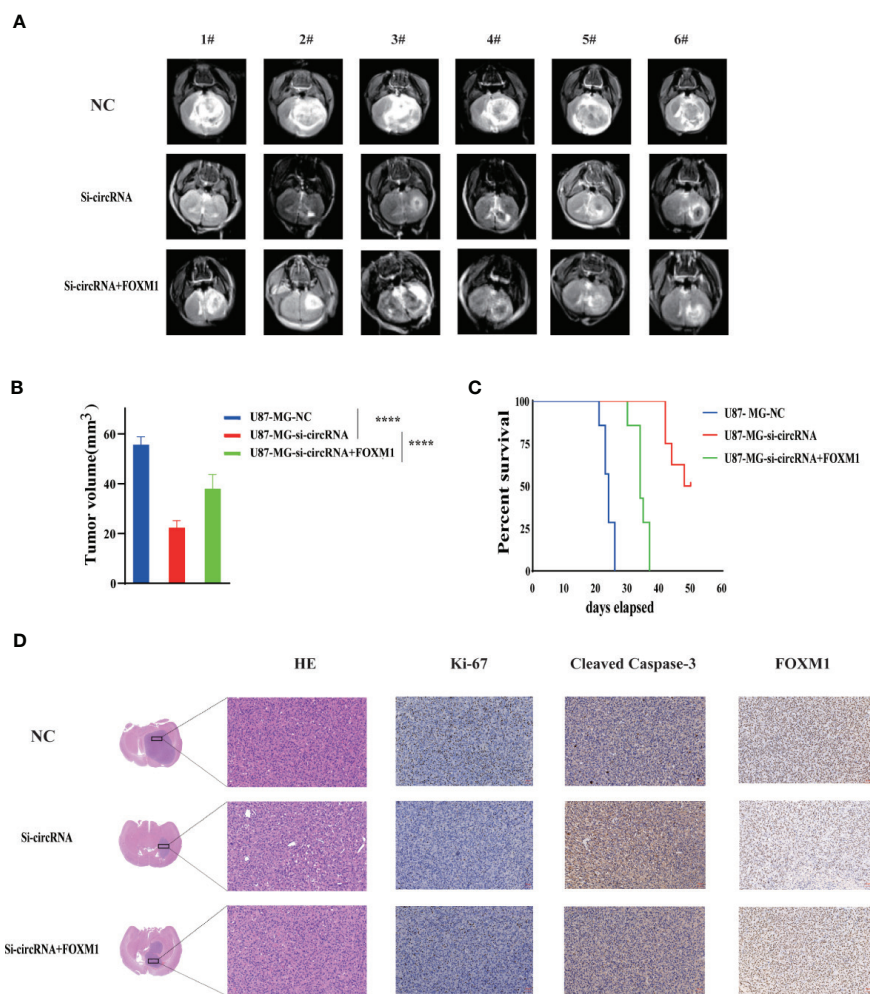 A
1# 2# 3# 4# 5# 6#
NC
Si-circRNA
Si-circRNA+FOXM1
B
Tumor volume(mm3)
60
40
20
0
U87-MG-NC
U87-MG-si-circRNA
U87-MG-si-circRNA+FOXM1
****
****
C
Percent survival
100
75
50
25
0
0 10 20 30 40 50 60
days elapsed
U87- MG-NC
U87-MG-si-circRNA
U87-MG-si-circRNA+FOXM1
D
HE Ki-67 Cleaved Caspase-3 FOXM1
NC
Si-circRNA
Si-circRNA+FOXM1